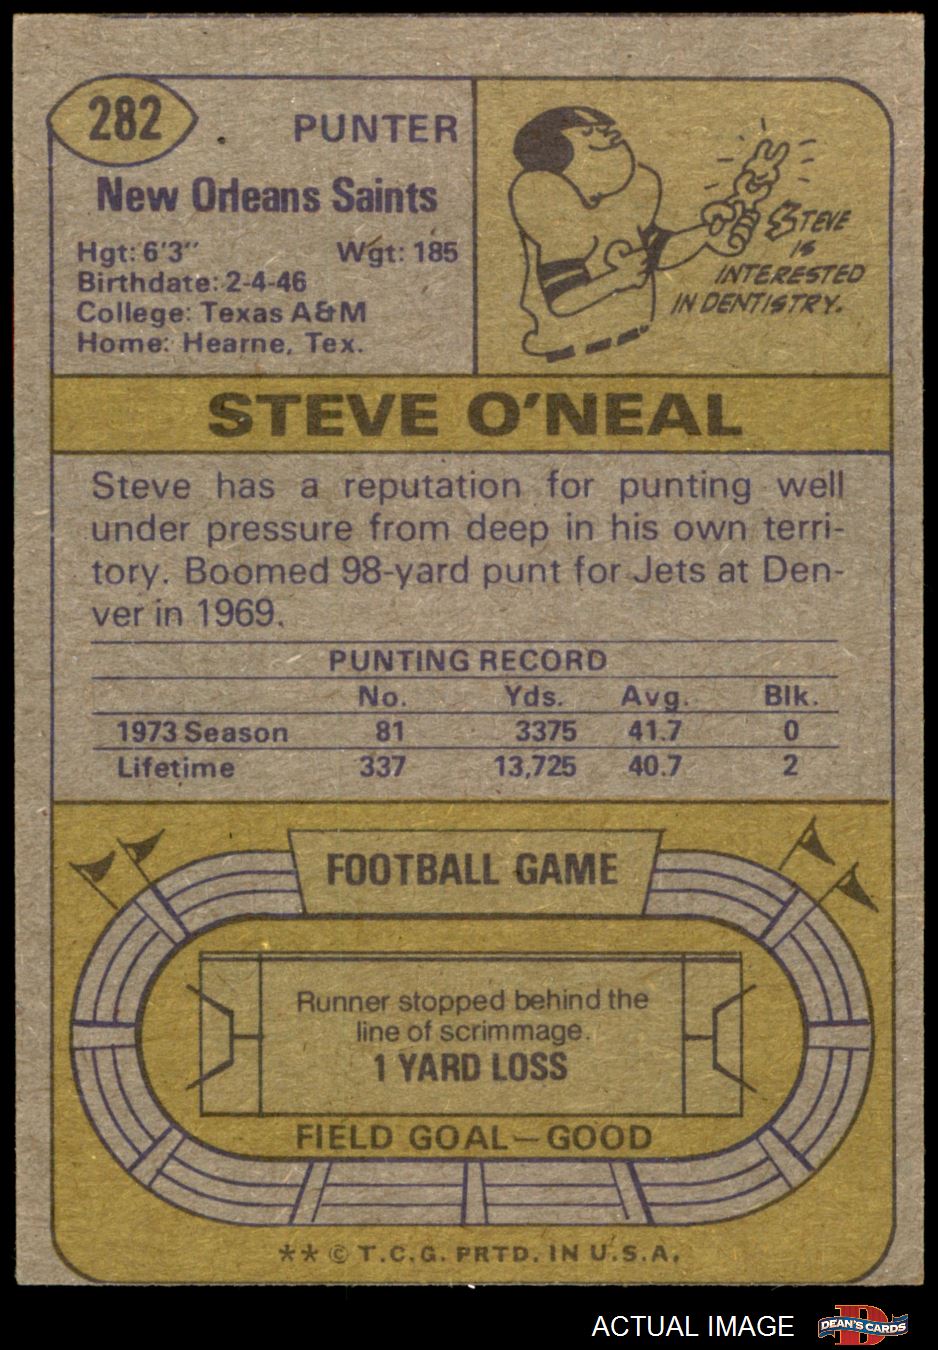 282
PUNTER
New Orleans Saints
Hgt: 6'3" Wgt: 185
Birthdate: 2-4-46
College: Texas A&M
Home: Hearne, Tex.
STEVE
IS
INTERESTED
IN DENTISTRY.
STEVE O'NEAL
Steve has a reputation for punting well
under pressure from deep in his own terri-
tory. Boomed 98-yard punt for Jets at Den-
ver in 1969.
PUNTING RECORD
No. Yds. Avg. Blk.
1973 Season 81 3375 41.7 0
Lifetime 337 13,725 40.7 2
FOOTBALL GAME
Runner stopped behind the
line of scrimmage.
1 YARD LOSS
FIELD GOAL—GOOD
** © T.C.G. PRTD. IN U.S.A.
ACTUAL IMAGE
D
DEAN'S CARDS